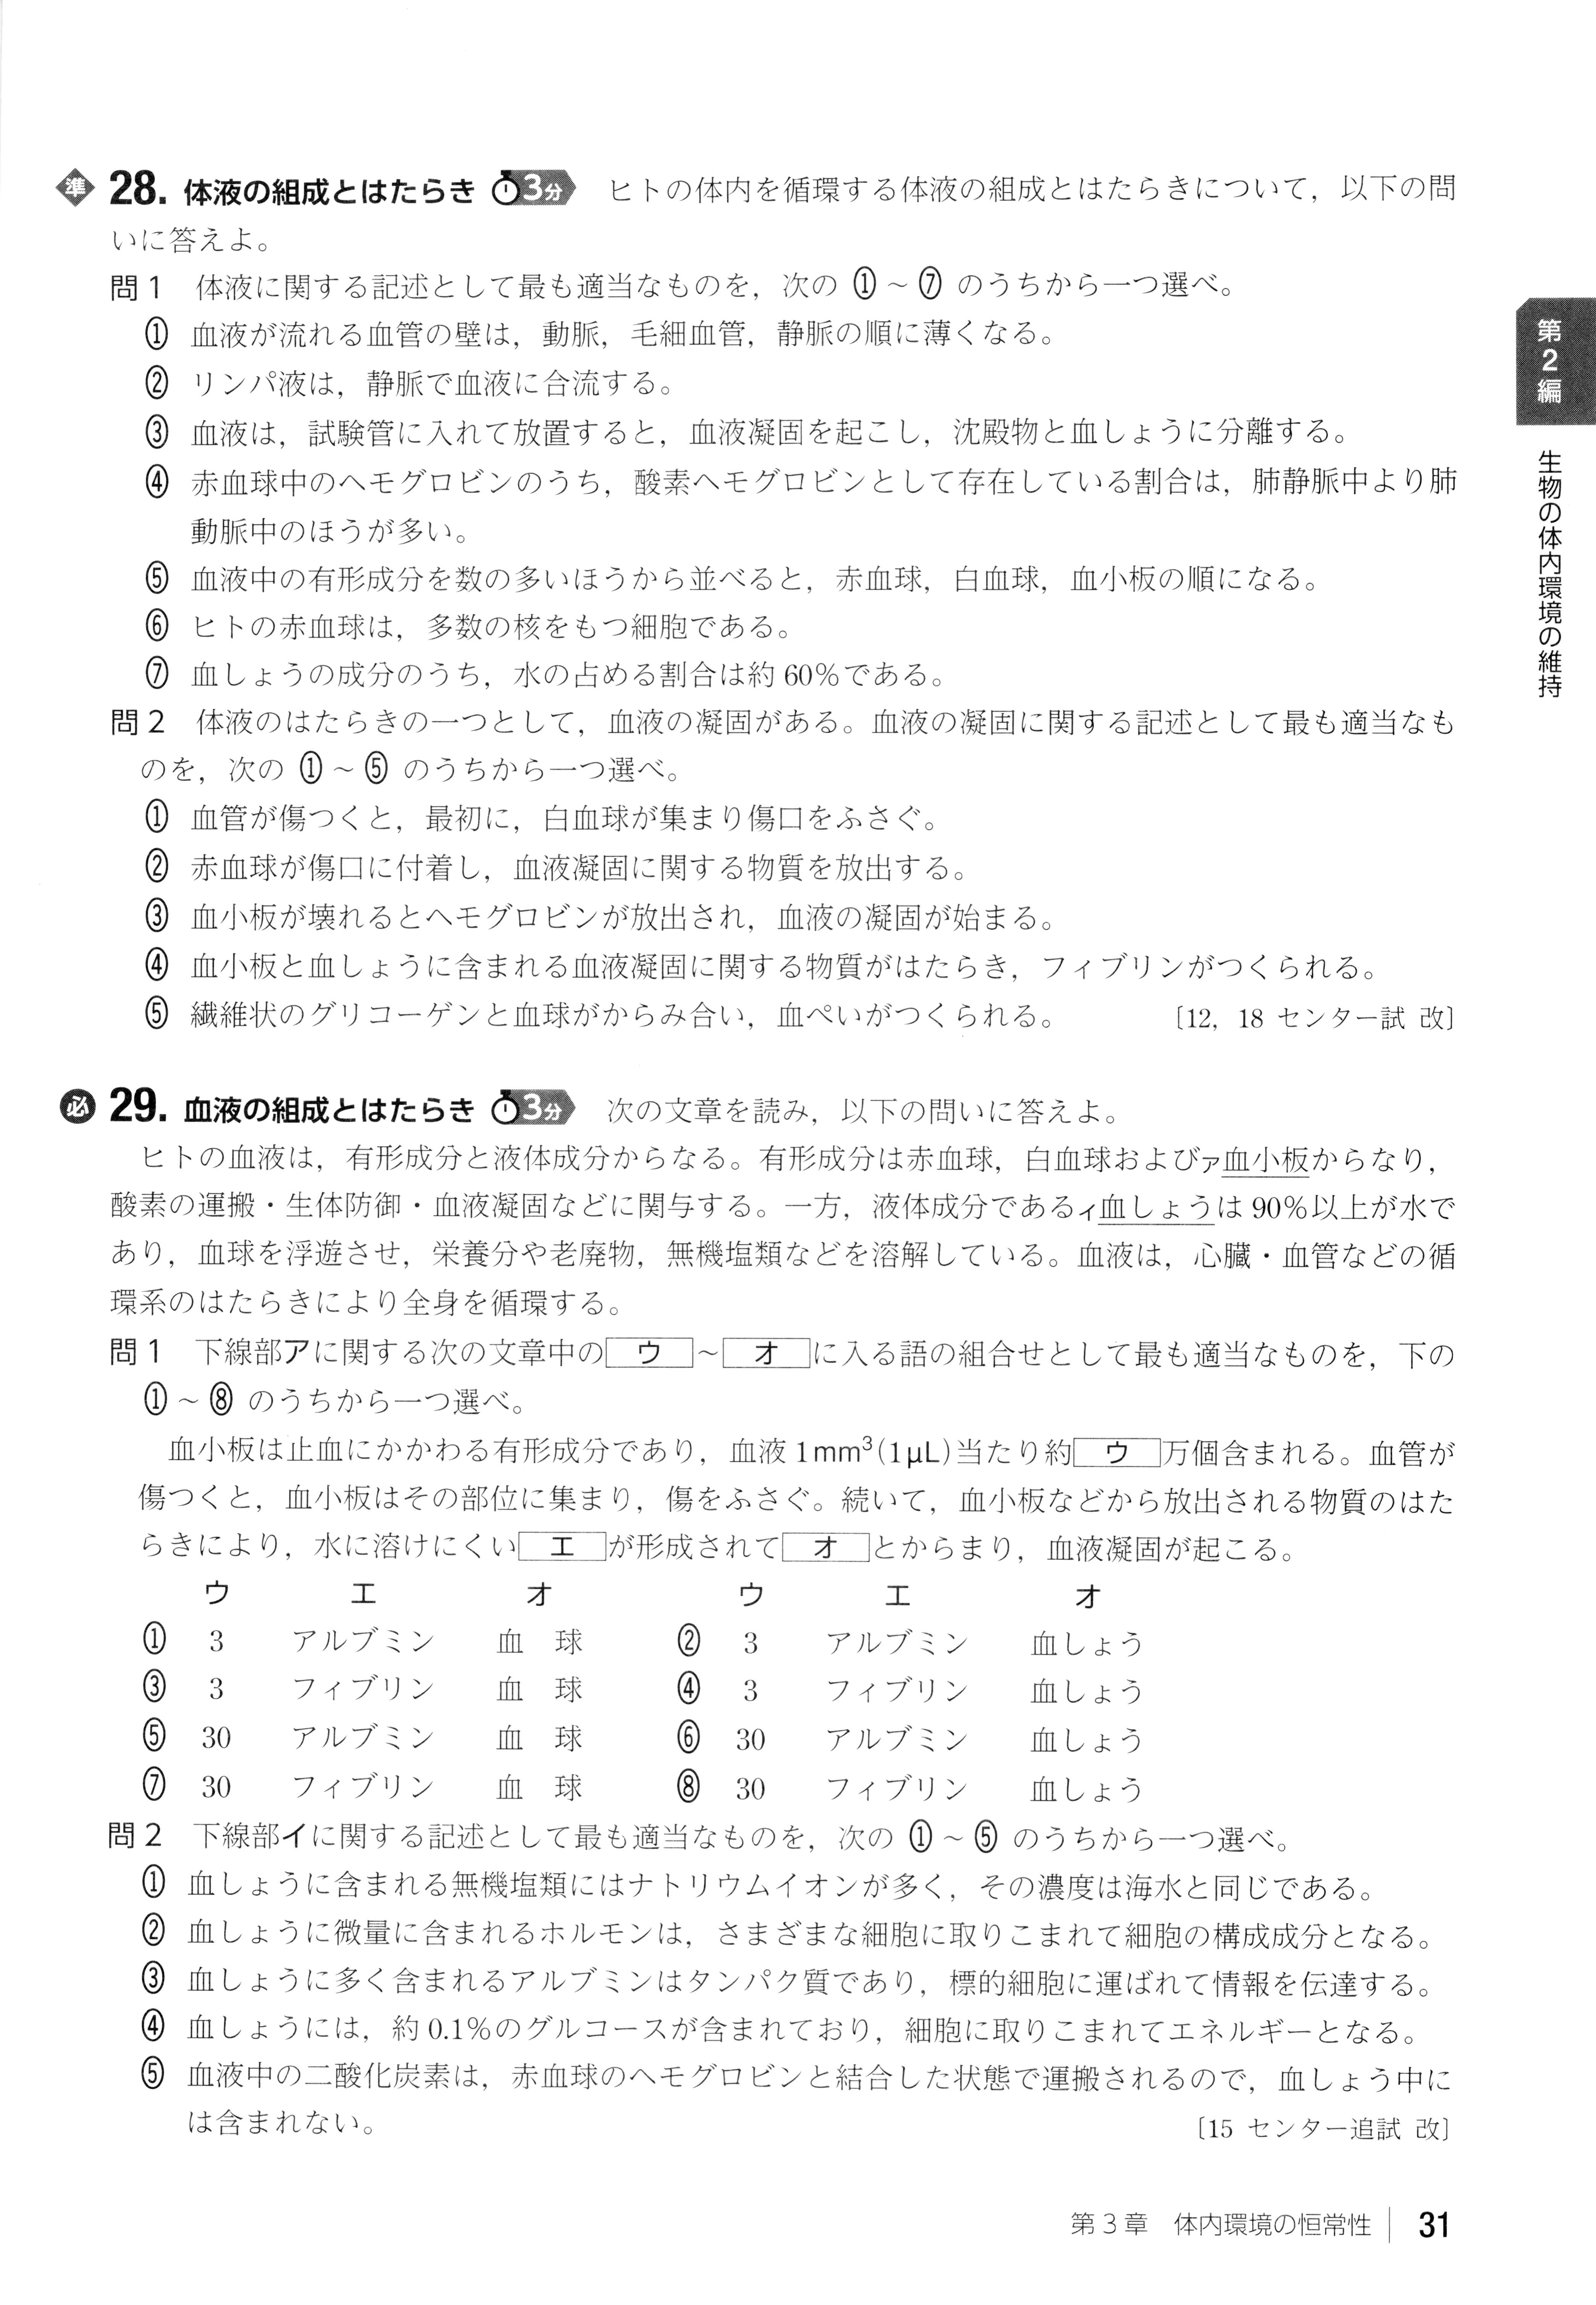 準 28. 体液の組成とはたらき 3分 ヒトの体内を循環する体液の組成とはたらきについて，以下の問
いに答えよ。
問1 体液に関する記述として最も適当なものを，次の ①～⑦ のうちから一つ選べ。
① 血液が流れる血管の壁は，動脈，毛細血管，静脈の順に薄くなる。
② リンパ液は，静脈で血液に合流する。
③ 血液は，試験管に入れて放置すると，血液凝固を起こし，沈殿物と血しょうに分離する。
④ 赤血球中のヘモグロビンのうち，酸素ヘモグロビンとして存在している割合は，肺静脈中より肺
動脈中のほうが多い。
⑤ 血液中の有形成分を数の多いほうから並べると，赤血球，白血球，血小板の順になる。
⑥ ヒトの赤血球は，多数の核をもつ細胞である。
⑦ 血しょうの成分のうち，水の占める割合は約60％である。
問2 体液のはたらきの一つとして，血液の凝固がある。血液の凝固に関する記述として最も適当なも
のを，次の ①～⑤ のうちから一つ選べ。
① 血管が傷つくと，最初に，白血球が集まり傷口をふさぐ。
② 赤血球が傷口に付着し，血液凝固に関する物質を放出する。
③ 血小板が壊れるとヘモグロビンが放出され，血液の凝固が始まる。
④ 血小板と血しょうに含まれる血液凝固に関する物質がはたらき，フィブリンがつくられる。
⑤ 繊維状のグリコーゲンと血球がからみ合い，血ぺいがつくられる。 〔12，18 センター試 改〕
必 29. 血液の組成とはたらき 3分 次の文章を読み，以下の問いに答えよ。
ヒトの血液は，有形成分と液体成分からなる。有形成分は赤血球，白血球およびァ血小板からなり，
酸素の運搬・生体防御・血液凝固などに関与する。一方，液体成分であるィ血しょうは90％以上が水で
あり，血球を浮遊させ，栄養分や老廃物，無機塩類などを溶解している。血液は，心臓・血管などの循
環系のはたらきにより全身を循環する。
問1 下線部アに関する次の文章中の ウ ～ オ に入る語の組合せとして最も適当なものを，下の
①～⑧ のうちから一つ選べ。
血小板は止血にかかわる有形成分であり，血液1mm³(1μL)当たり約 ウ 万個含まれる。血管が
傷つくと，血小板はその部位に集まり，傷をふさぐ。続いて，血小板などから放出される物質のはた
らきにより，水に溶けにくい エ が形成されて オ とからまり，血液凝固が起こる。
ウ エ オ ウ エ オ
① 3 アルブミン 血 球 ② 3 アルブミン 血しょう
③ 3 フィブリン 血 球 ④ 3 フィブリン 血しょう
⑤ 30 アルブミン 血 球 ⑥ 30 アルブミン 血しょう
⑦ 30 フィブリン 血 球 ⑧ 30 フィブリン 血しょう
問2 下線部イに関する記述として最も適当なものを，次の ①～⑤ のうちから一つ選べ。
① 血しょうに含まれる無機塩類にはナトリウムイオンが多く，その濃度は海水と同じである。
② 血しょうに微量に含まれるホルモンは，さまざまな細胞に取りこまれて細胞の構成成分となる。
③ 血しょうに多く含まれるアルブミンはタンパク質であり，標的細胞に運ばれて情報を伝達する。
④ 血しょうには，約0.1％のグルコースが含まれており，細胞に取りこまれてエネルギーとなる。
⑤ 血液中の二酸化炭素は，赤血球のヘモグロビンと結合した状態で運搬されるので，血しょう中に
は含まれない。 〔15 センター追試 改〕
第2編 生物の体内環境の維持
第3章 体内環境の恒常性 31